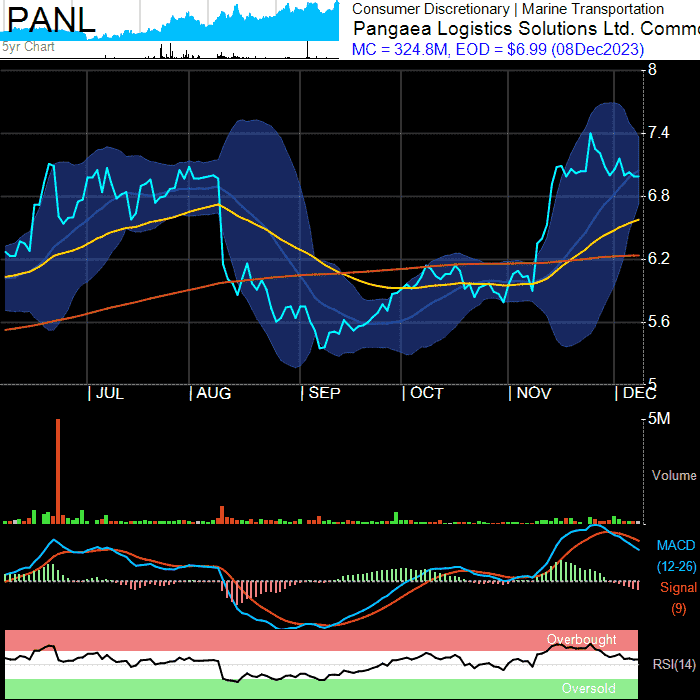 PANL
5yr Chart
Consumer Discretionary | Marine Transportation
Pangaea Logistics Solutions Ltd. Commo
MC = 324.8M, EOD = $6.99 (08Dec2023)
8
7.4
6.8
6.2
5.6
5
| JUL | AUG | SEP | OCT | NOV | DEC
5M
Volume
MACD
(12-26)
Signal
(9)
Overbought
RSI(14)
Oversold